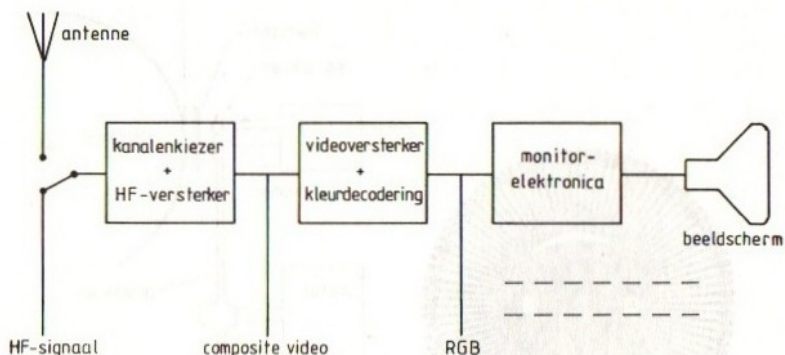 antenne
kanalenkiezer
+
HF-versterker
videoversterker
+
kleurdecodering
monitor-
elektronica
beeldscherm
HF-signaal
composite video
RGB